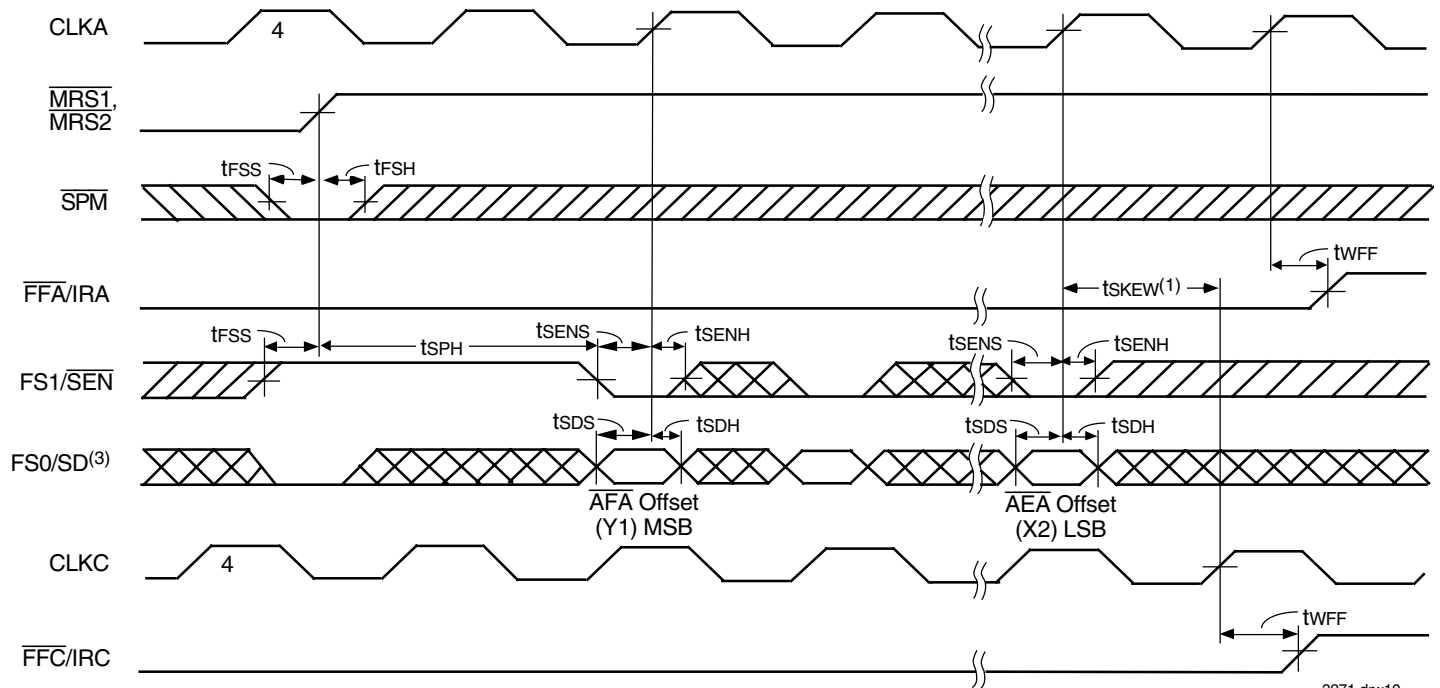 CLKA
4
MRS1,
MRS2
tFSS
tFSH
SPM
tWFF
FFA/IRA
tSKEW(1)
tFSS
tSPH
tSENS
tSENH
tSENS
tSENH
FS1/SEN
tSDS
tSDH
tSDS
tSDH
FS0/SD(3)
AFA Offset
(Y1) MSB
AEA Offset
(X2) LSB
CLKC
4
tWFF
FFC/IRC